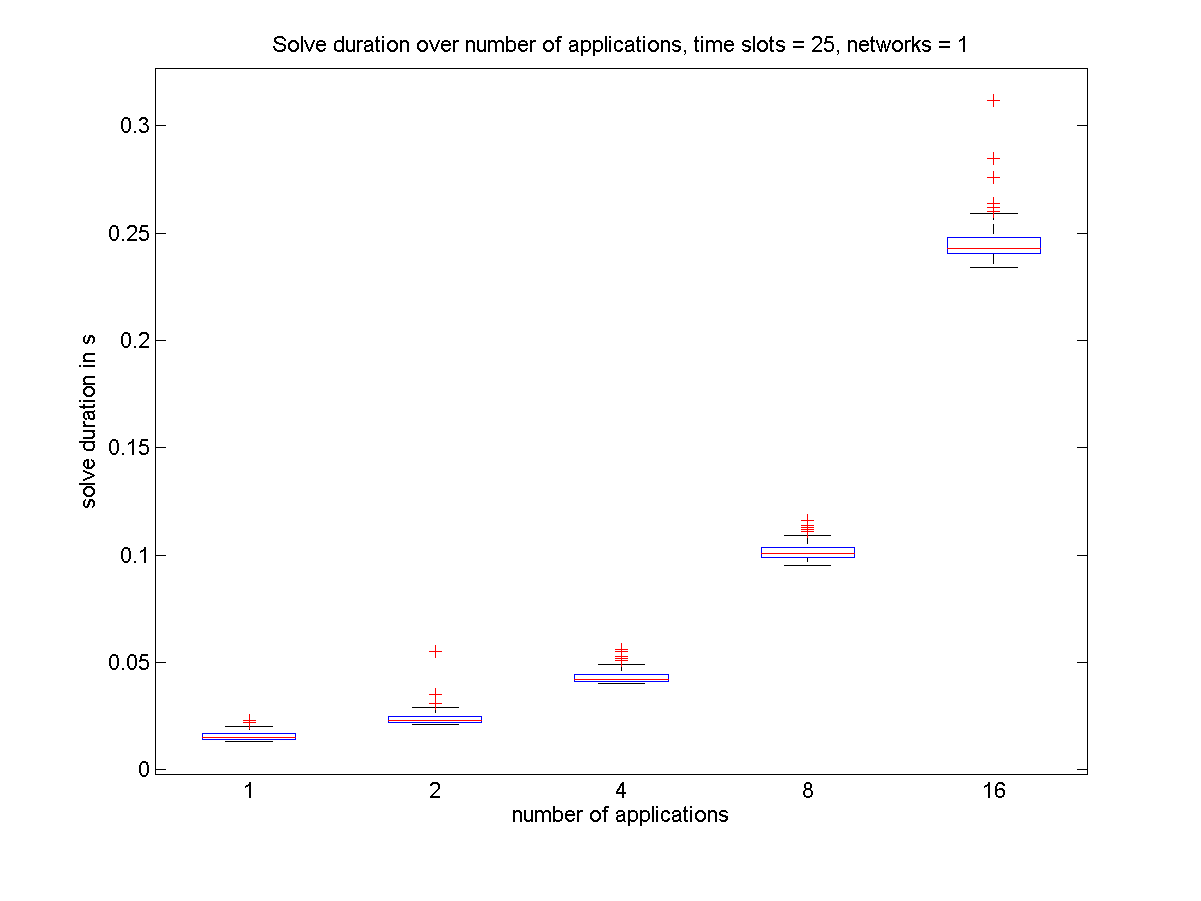 Solve duration over number of applications, time slots = 25, networks = 1
0.3
0.25
0.2
0.15
0.1
0.05
0
solve duration in s
1 2 4 8 16
number of applications